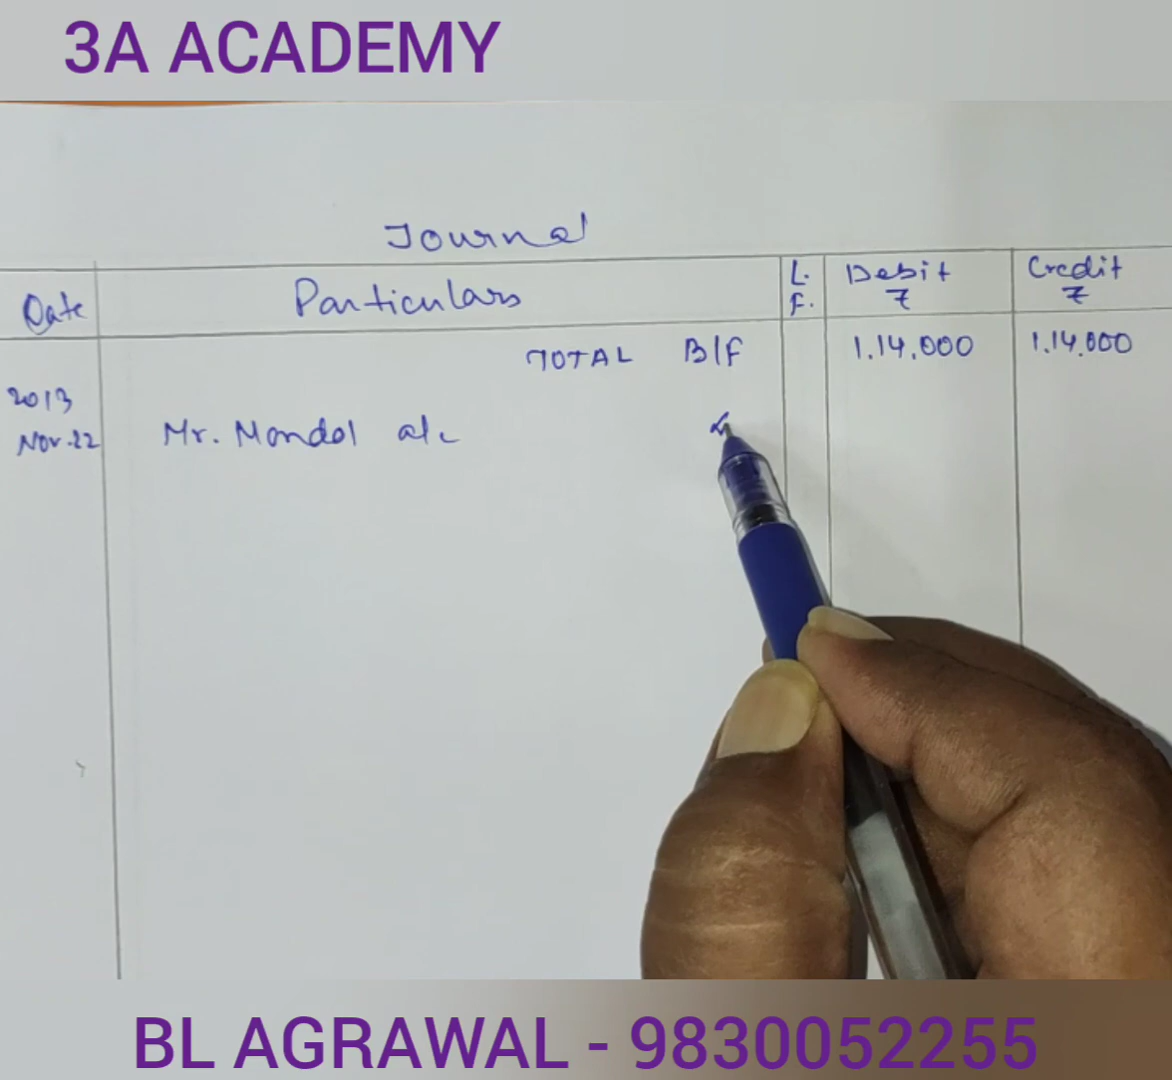 3A ACADEMY
Journal
Date Particulars L.F. Debit ₹ Credit ₹
TOTAL B/F 1,14,000 1,14,000
2013
Nov.22 Mr. Mondal a/c
BL AGRAWAL - 9830052255